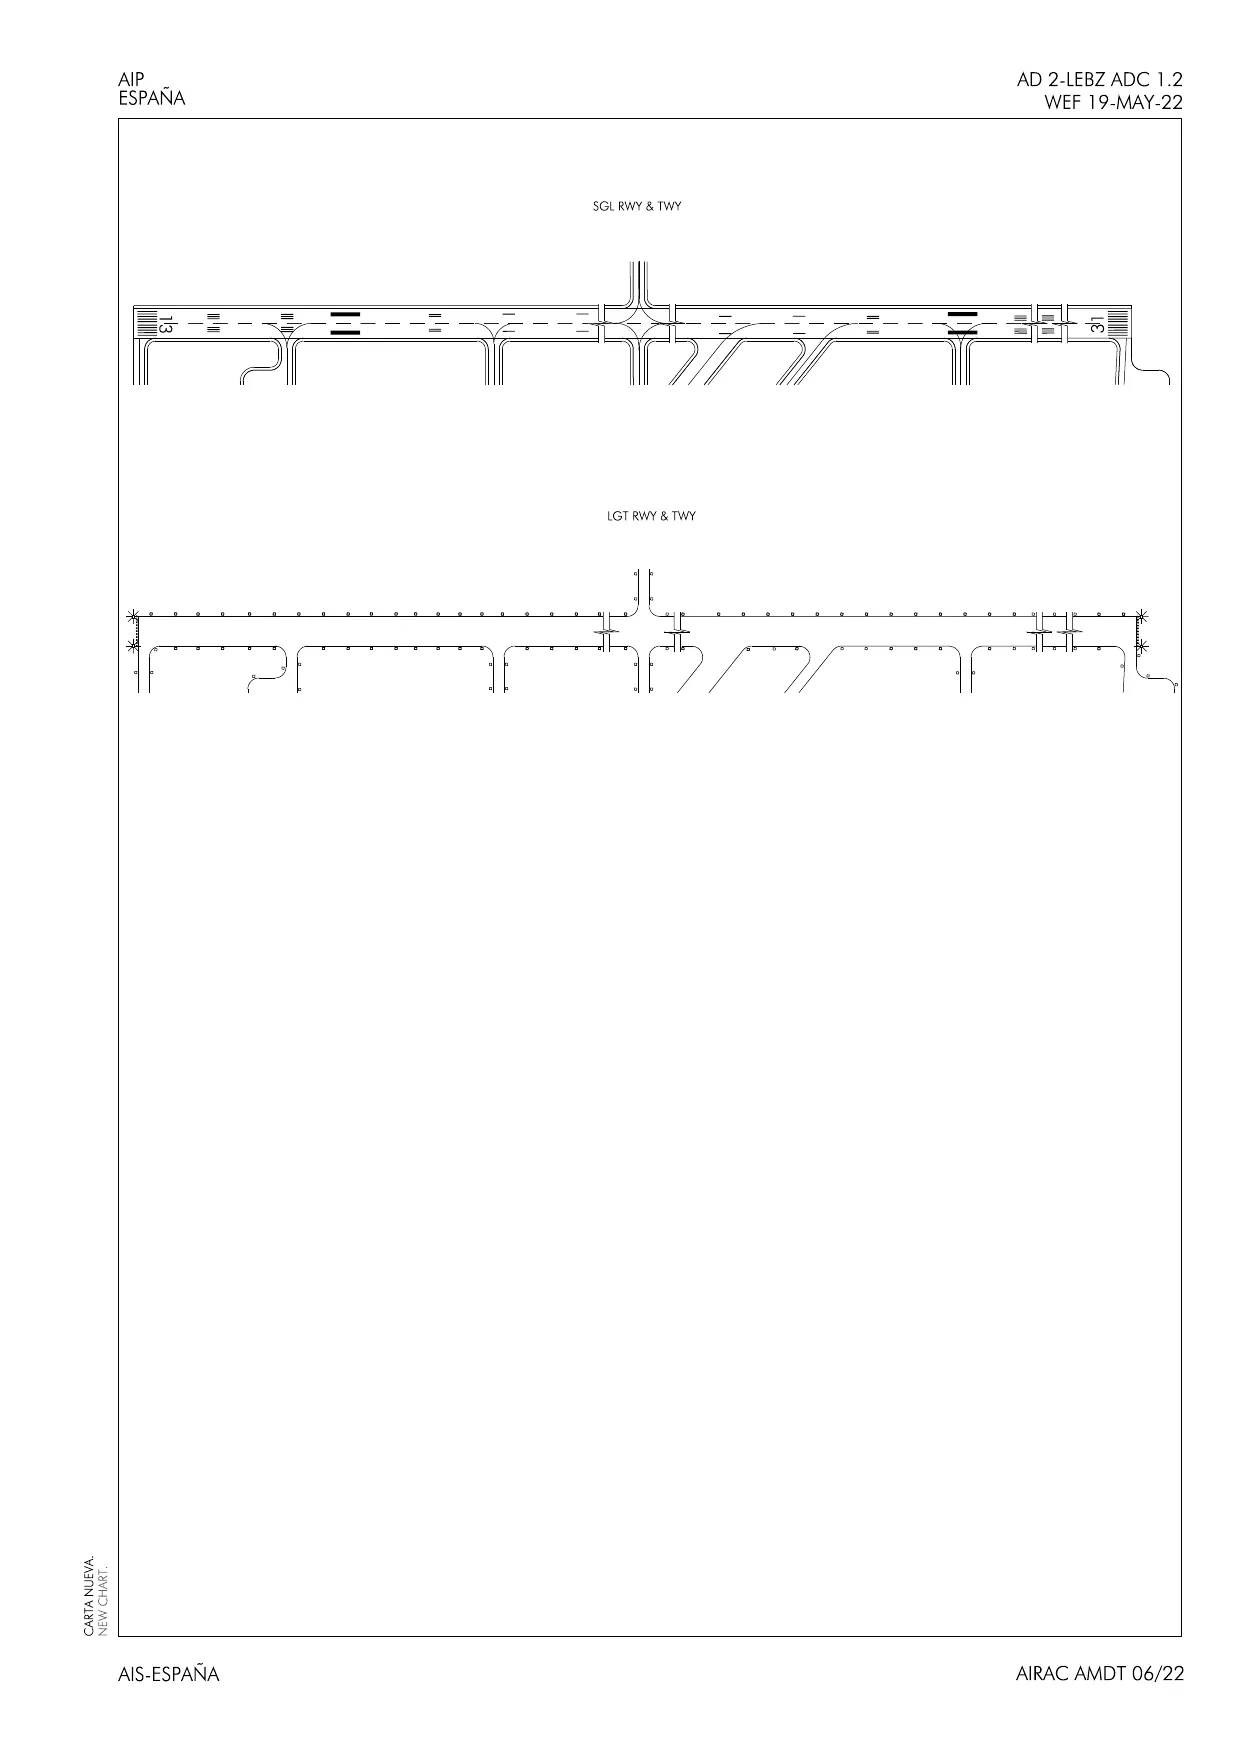 AIP
ESPAÑA
AD 2-LEBZ ADC 1.2
WEF 19-MAY-22
SGL RWY & TWY
13
31
LGT RWY & TWY
CARTA NUEVA.
NEW CHART.
AIS-ESPAÑA
AIRAC AMDT 06/22